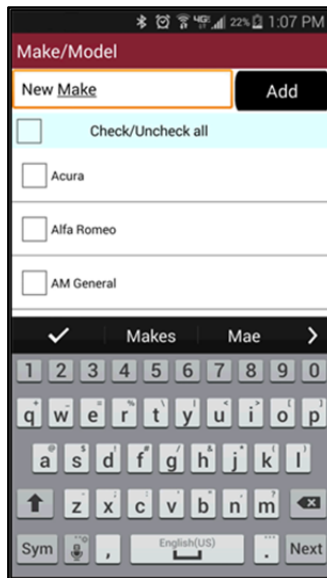 4G 22% 1:07 PM
Make/Model
New Make
Add
Check/Uncheck all
Acura
Alfa Romeo
AM General
Makes Mae >
1 2 3 4 5 6 7 8 9 0
q w e r t y u i o p
a s d f g h j k l
z x c v b n m
Sym , English(US) . Next